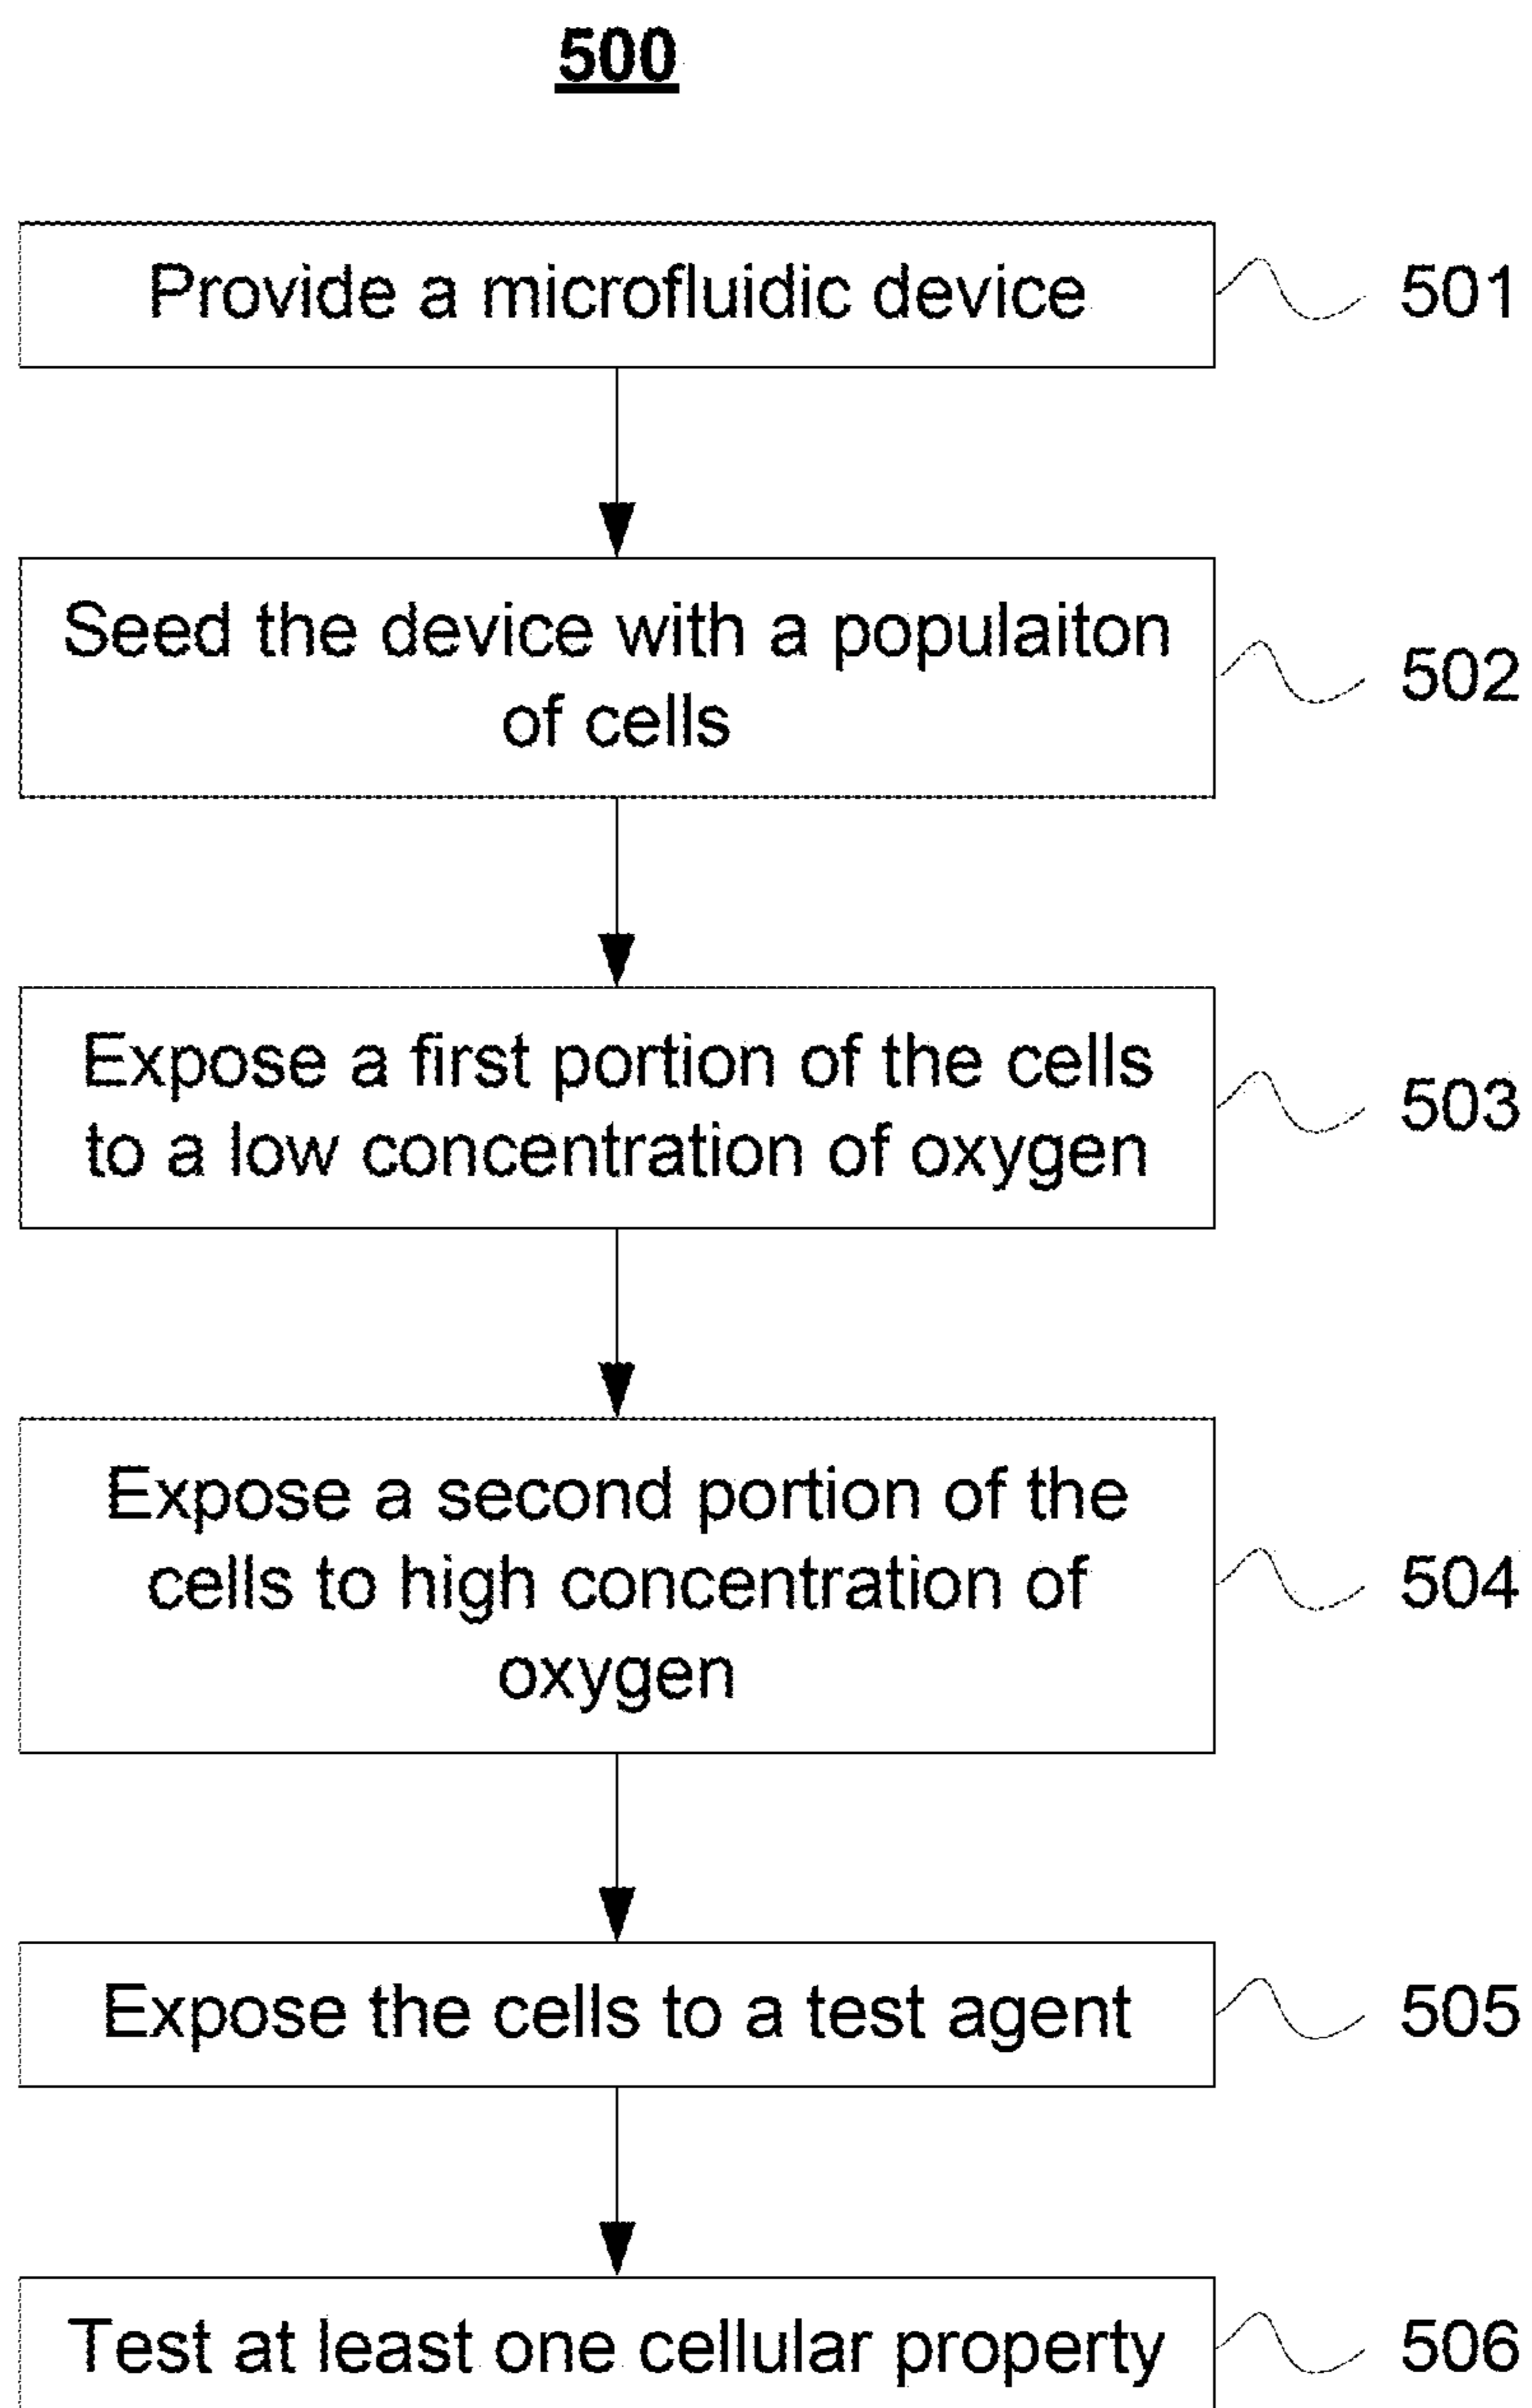 500
Provide a microfluidic device
501
Seed the device with a populaiton
of cells
502
Expose a first portion of the cells
to a low concentration of oxygen
503
Expose a second portion of the
cells to high concentration of
oxygen
504
Expose the cells to a test agent
505
Test at least one cellular property
506